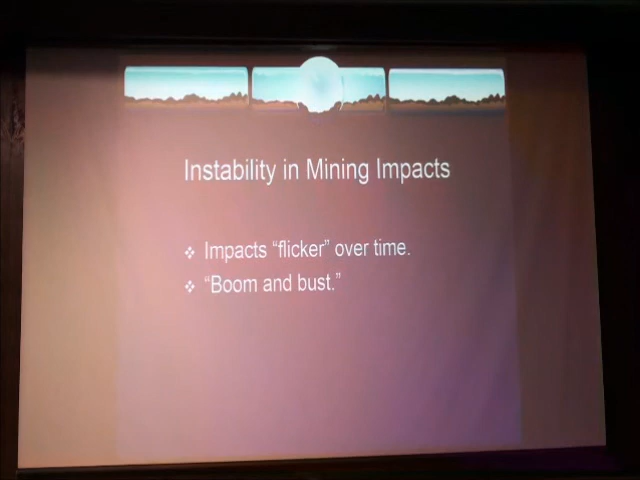 Instability in Mining Impacts
❖ Impacts “flicker” over time.
❖ “Boom and bust.”